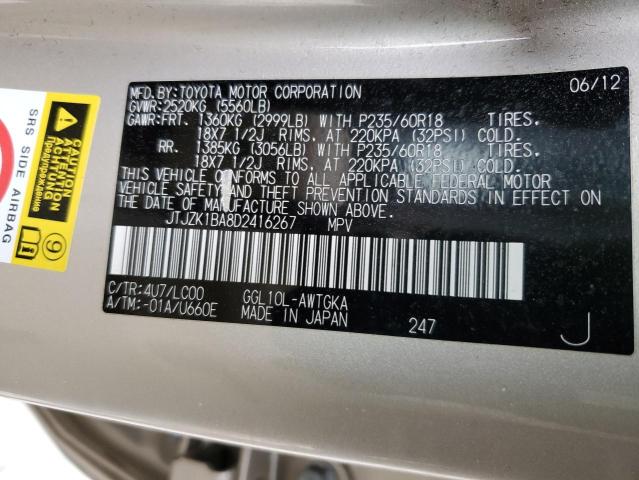 MFD.BY:TOYOTA MOTOR CORPORATION 06/12
GVWR:2520KG (5560LB)
GAWR:FRT. 1360KG (2999LB) WITH P235/60R18 TIRES.
18X7 1/2J RIMS. AT 220KPA (32PSI) COLD.
RR. 1385KG (3056LB) WITH P235/60R18 TIRES.
18X7 1/2J RIMS. AT 220KPA (32PSI) COLD.
THIS VEHICLE CONFORMS TO ALL APPLICABLE FEDERAL MOTOR
VEHICLE SAFETY AND THEFT PREVENTION STANDARDS IN EFFECT ON
THE DATE OF MANUFACTURE SHOWN ABOVE.
JTJZK1BA8D2416267 MPV
C/TR:4U7/LC00 GGL10L-AWTGKA
A/TM:-01A/U660E MADE IN JAPAN 247 J
SRS SIDE AIRBAG
ACHTUNG
9